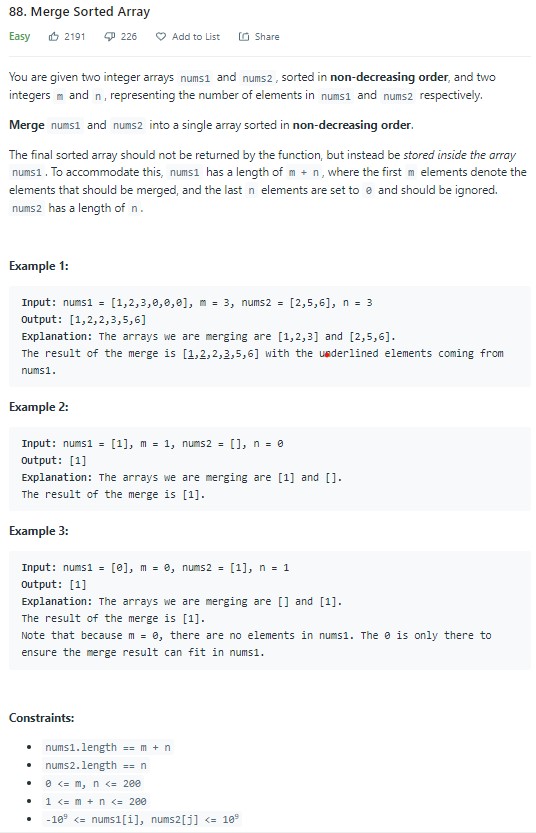 88. Merge Sorted Array
Easy 2191 226 Add to List Share
You are given two integer arrays nums1 and nums2, sorted in non-decreasing order, and two
integers m and n, representing the number of elements in nums1 and nums2 respectively.
Merge nums1 and nums2 into a single array sorted in non-decreasing order.
The final sorted array should not be returned by the function, but instead be stored inside the array
nums1. To accommodate this, nums1 has a length of m + n, where the first m elements denote the
elements that should be merged, and the last n elements are set to 0 and should be ignored.
nums2 has a length of n.
Example 1:
Input: nums1 = [1,2,3,0,0,0], m = 3, nums2 = [2,5,6], n = 3
Output: [1,2,2,3,5,6]
Explanation: The arrays we are merging are [1,2,3] and [2,5,6].
The result of the merge is [1,2,2,3,5,6] with the underlined elements coming from
nums1.
Example 2:
Input: nums1 = [1], m = 1, nums2 = [], n = 0
Output: [1]
Explanation: The arrays we are merging are [1] and [].
The result of the merge is [1].
Example 3:
Input: nums1 = [0], m = 0, nums2 = [1], n = 1
Output: [1]
Explanation: The arrays we are merging are [] and [1].
The result of the merge is [1].
Note that because m = 0, there are no elements in nums1. The 0 is only there to
ensure the merge result can fit in nums1.
Constraints:
• nums1.length == m + n
• nums2.length == n
• 0 <= m, n <= 200
• 1 <= m + n <= 200
• -10⁹ <= nums1[i], nums2[j] <= 10⁹